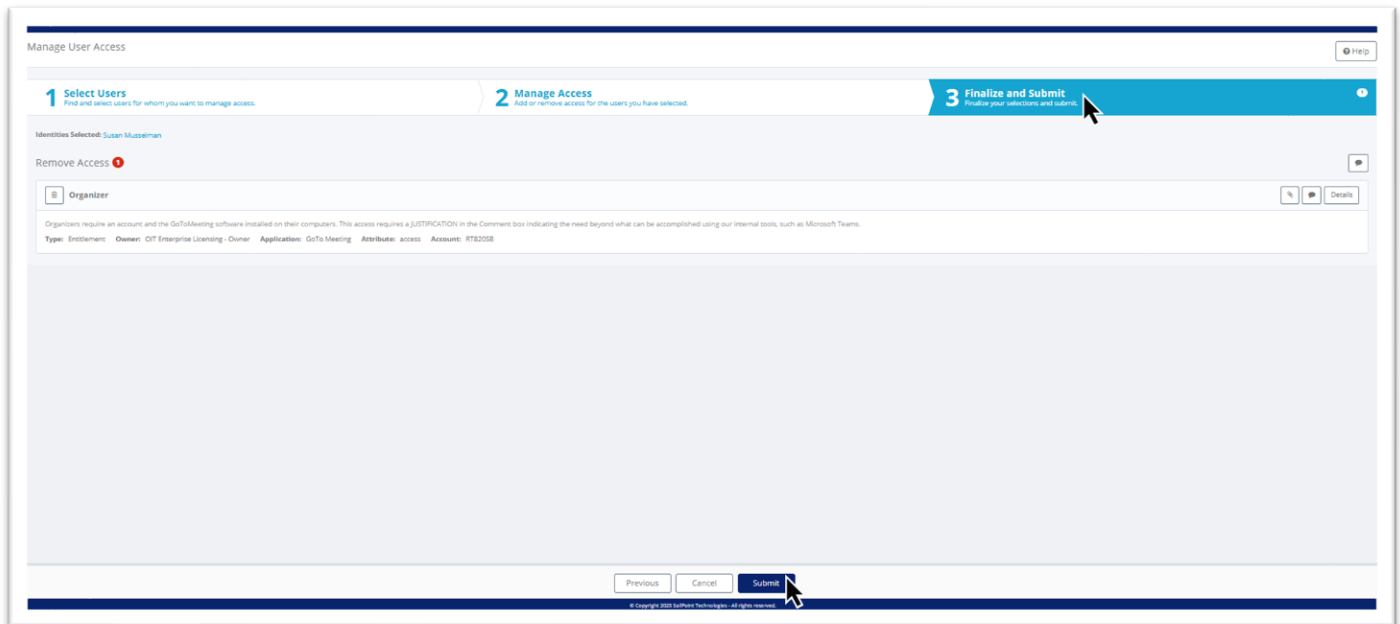 Manage User Access
Help
1 Select Users
Find and select users for whom you want to manage access.
2 Manage Access
Add or remove access for the users you have selected.
3 Finalize and Submit
Finalize your selections and submit.
1
Identities Selected: Susan Musselman
Remove Access 1
Organizer
Details
Organizers require an account and the GoToMeeting software installed on their computers. This access requires a JUSTIFICATION in the Comment box indicating the need beyond what can be accomplished using our internal tools, such as Microsoft Teams.
Type: Entitlement Owner: OIT Enterprise Licensing - Owner Application: GoTo Meeting Attribute: access Account: RT820SB
Previous Cancel Submit
© Copyright 2025 SailPoint Technologies - All rights reserved.